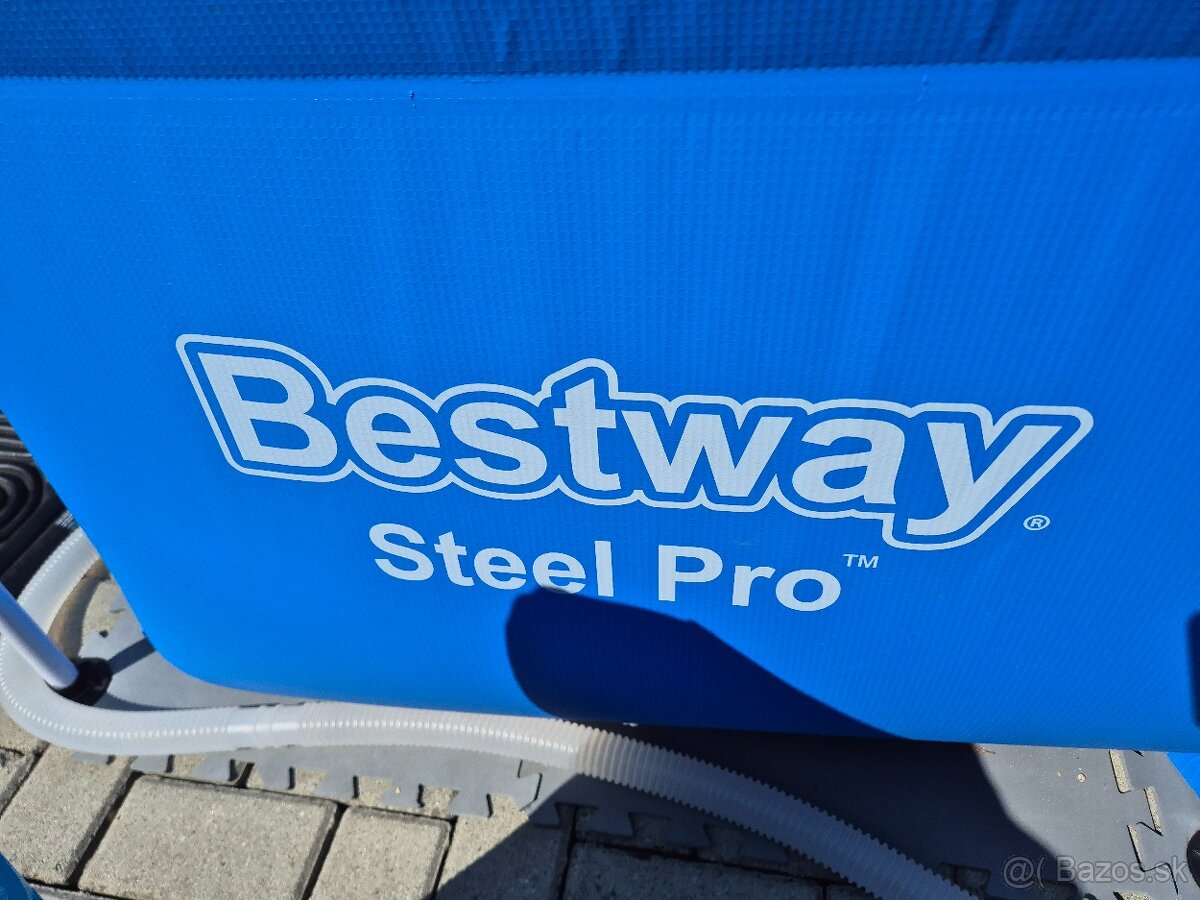 Bestway®
Steel Pro™
@( Bazos.sk